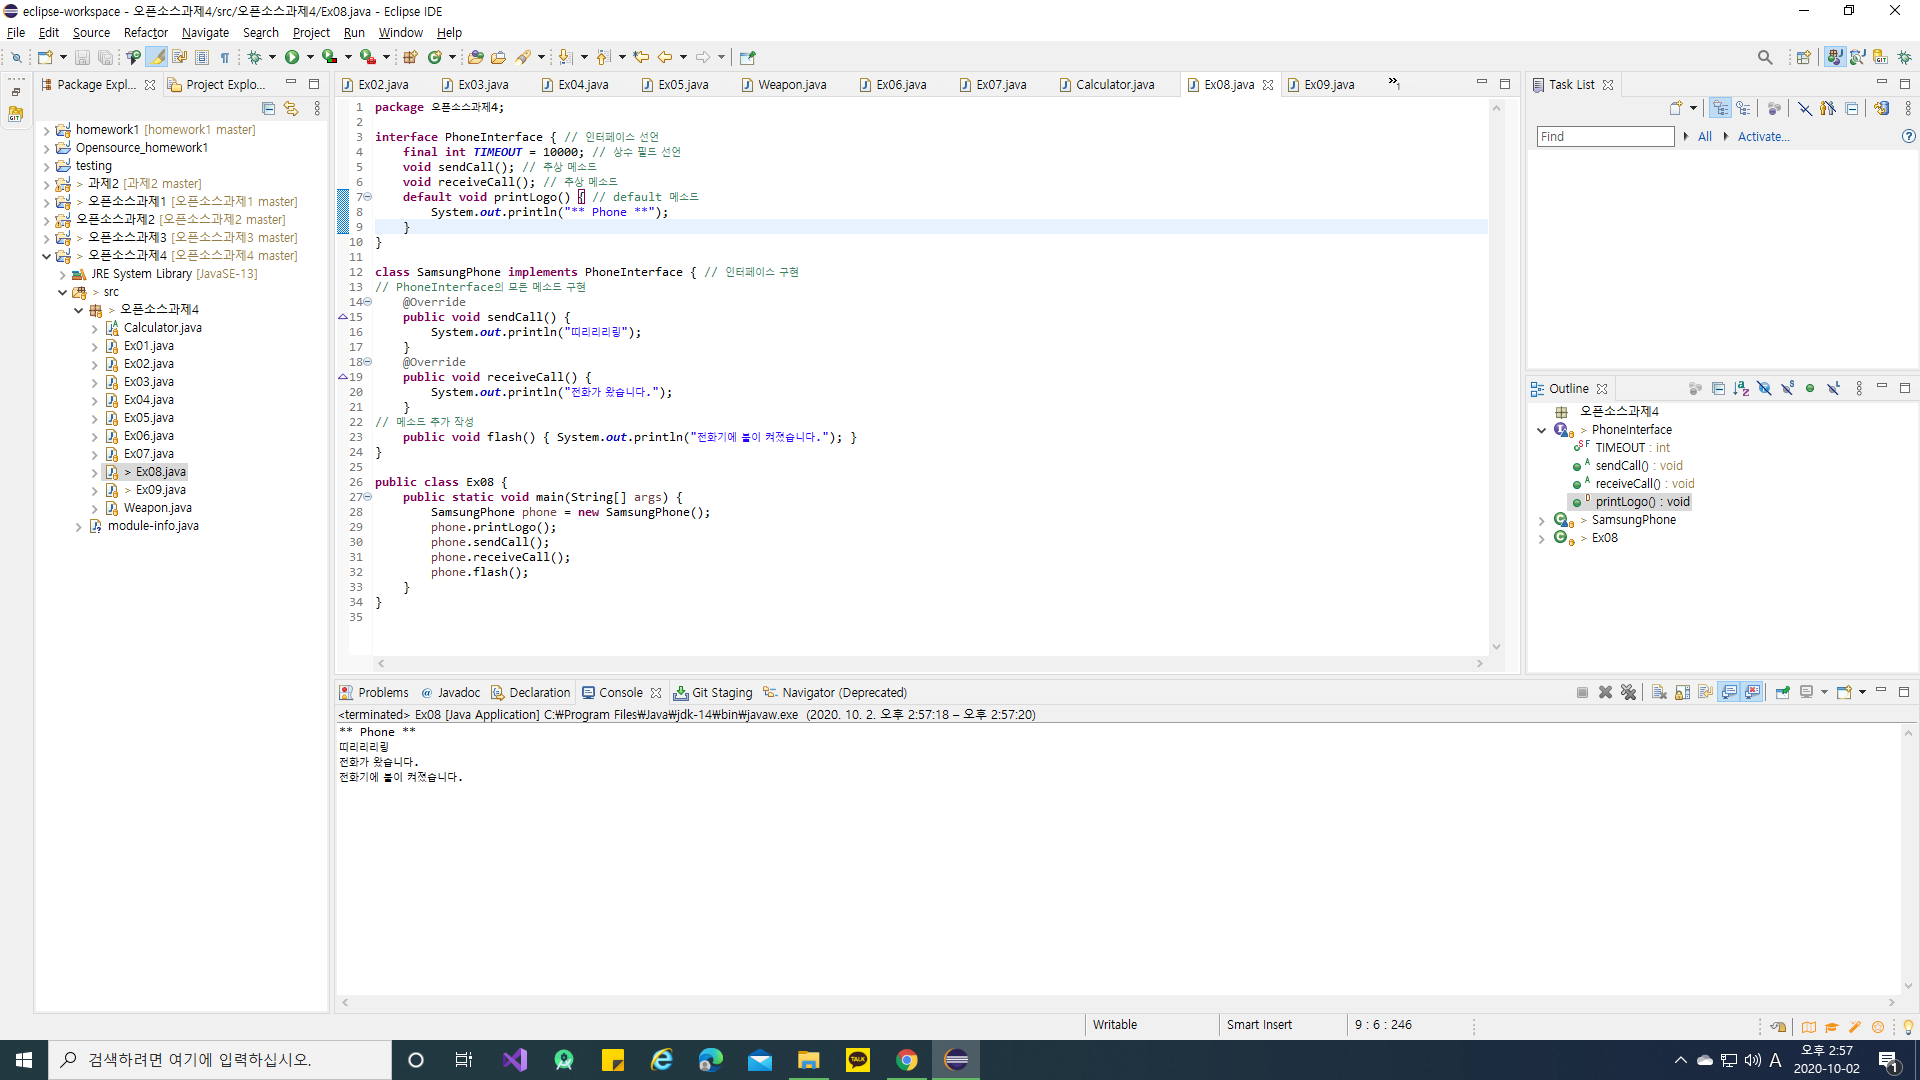 eclipse-workspace - 오픈소스과제4/src/오픈소스과제4/Ex08.java - Eclipse IDE
File Edit Source Refactor Navigate Search Project Run Window Help
Package Expl... Project Explo...
homework1 [homework1 master]
Opensource_homework1
testing
> 과제2 [과제2 master]
> 오픈소스과제1 [오픈소스과제1 master]
오픈소스과제2 [오픈소스과제2 master]
> 오픈소스과제3 [오픈소스과제3 master]
> 오픈소스과제4 [오픈소스과제4 master]
JRE System Library [JavaSE-13]
> src
> 오픈소스과제4
Calculator.java
Ex01.java
Ex02.java
Ex03.java
Ex04.java
Ex05.java
Ex06.java
Ex07.java
> Ex08.java
> Ex09.java
Weapon.java
module-info.java
Ex02.java Ex03.java Ex04.java Ex05.java Weapon.java Ex06.java Ex07.java Calculator.java Ex08.java Ex09.java »1
1 package 오픈소스과제4;
2
3 interface PhoneInterface { // 인터페이스 선언
4 final int TIMEOUT = 10000; // 상수 필드 선언
5 void sendCall(); // 추상 메소드
6 void receiveCall(); // 추상 메소드
7 default void printLogo() { // default 메소드
8 System.out.println("** Phone **");
9 }
10 }
11
12 class SamsungPhone implements PhoneInterface { // 인터페이스 구현
13 // PhoneInterface의 모든 메소드 구현
14 @Override
15 public void sendCall() {
16 System.out.println("띠리리리링");
17 }
18 @Override
19 public void receiveCall() {
20 System.out.println("전화가 왔습니다.");
21 }
22 // 메소드 추가 작성
23 public void flash() { System.out.println("전화기에 불이 켜졌습니다."); }
24 }
25
26 public class Ex08 {
27 public static void main(String[] args) {
28 SamsungPhone phone = new SamsungPhone();
29 phone.printLogo();
30 phone.sendCall();
31 phone.receiveCall();
32 phone.flash();
33 }
34 }
35
Task List
Find All Activate...
Outline
오픈소스과제4
> PhoneInterface
TIMEOUT : int
sendCall() : void
receiveCall() : void
printLogo() : void
> SamsungPhone
> Ex08
Problems @ Javadoc Declaration Console Git Staging Navigator (Deprecated)
<terminated> Ex08 [Java Application] C:₩Program Files₩Java₩jdk-14₩bin₩javaw.exe (2020. 10. 2. 오후 2:57:18 – 오후 2:57:20)
** Phone **
띠리리리링
전화가 왔습니다.
전화기에 불이 켜졌습니다.
Writable Smart Insert 9 : 6 : 246
검색하려면 여기에 입력하십시오.
A 오후 2:57
2020-10-02
1